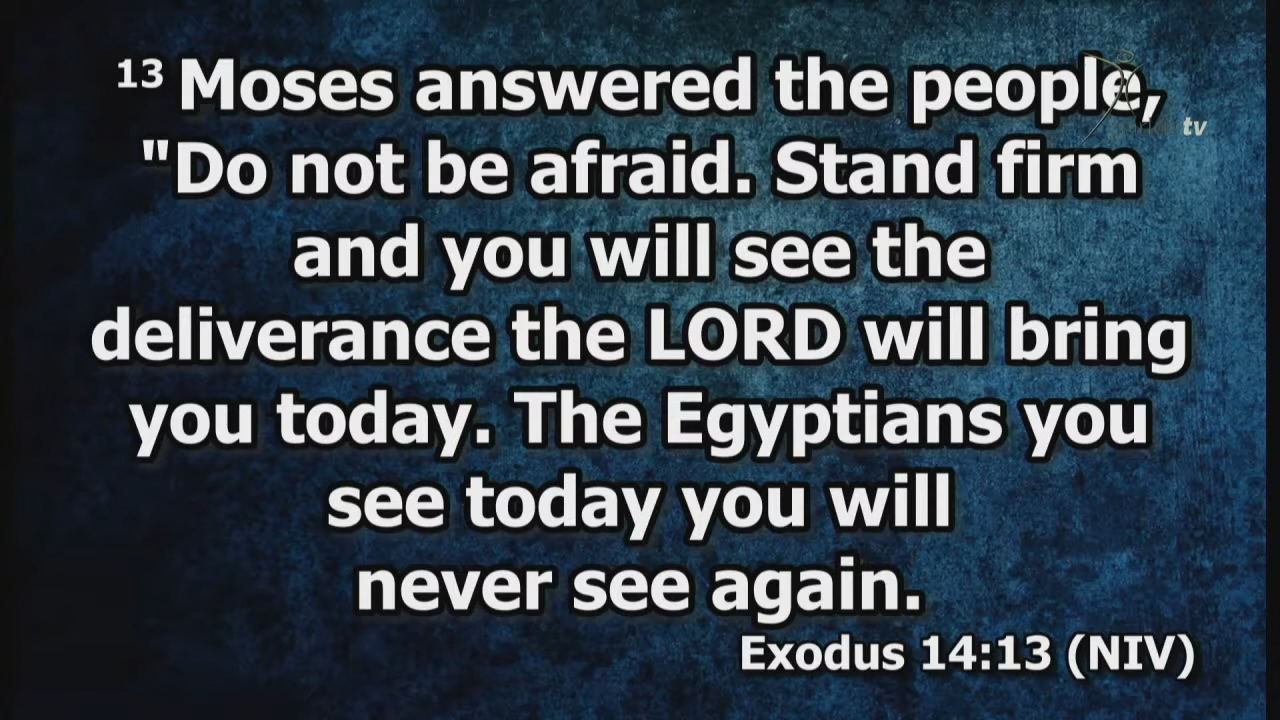 13 Moses answered the people,
"Do not be afraid. Stand firm
and you will see the
deliverance the LORD will bring
you today. The Egyptians you
see today you will
never see again.
Exodus 14:13 (NIV)
tv